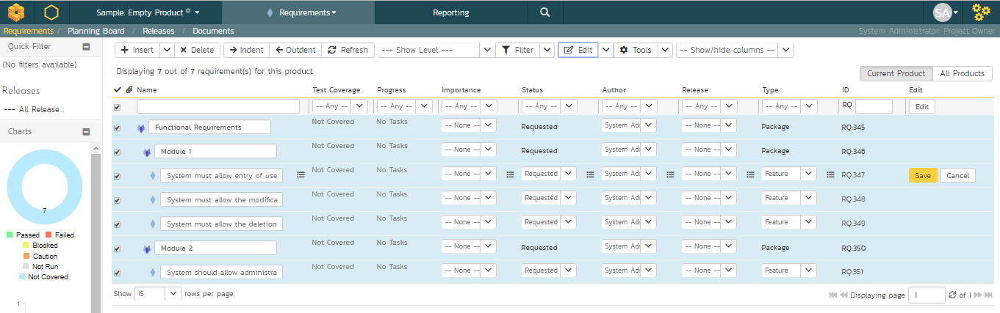 Sample: Empty Product Requirements Reporting SA
Requirements / Planning Board / Releases / Documents System Administrator: Project Owner
Quick Filter
(No filters available)
Releases
--- All Release...
Charts
7
Passed Failed
Blocked
Caution
Not Run
Not Covered
1
Insert Delete Indent Outdent Refresh --- Show Level --- Filter Edit Tools -- Show/hide columns --
Displaying 7 out of 7 requirement(s) for this product.
Current Product All Products
Name Test Coverage Progress Importance Status Author Release Type ID Edit
-- Any -- -- Any -- -- Any -- -- Any -- -- Any -- -- Any -- -- Any -- RQ Edit
Functional Requirements Not Covered No Tasks -- None -- Requested System Ad -- None -- Package RQ:345
Module 1 Not Covered No Tasks -- None -- Requested System Ad -- None -- Package RQ:346
System must allow entry of use Not Covered No Tasks -- None -- Requested System Ad -- None -- Feature RQ:347 Save Cancel
System must allow the modifica Not Covered No Tasks -- None -- Requested System Ad -- None -- Feature RQ:348
System must allow the deletion Not Covered No Tasks -- None -- Requested System Ad -- None -- Feature RQ:349
Module 2 Not Covered No Tasks -- None -- Requested System Ad -- None -- Package RQ:350
System should allow administra Not Covered No Tasks -- None -- Requested System Ad -- None -- Feature RQ:351
Show 15 rows per page Displaying page 1 of 1